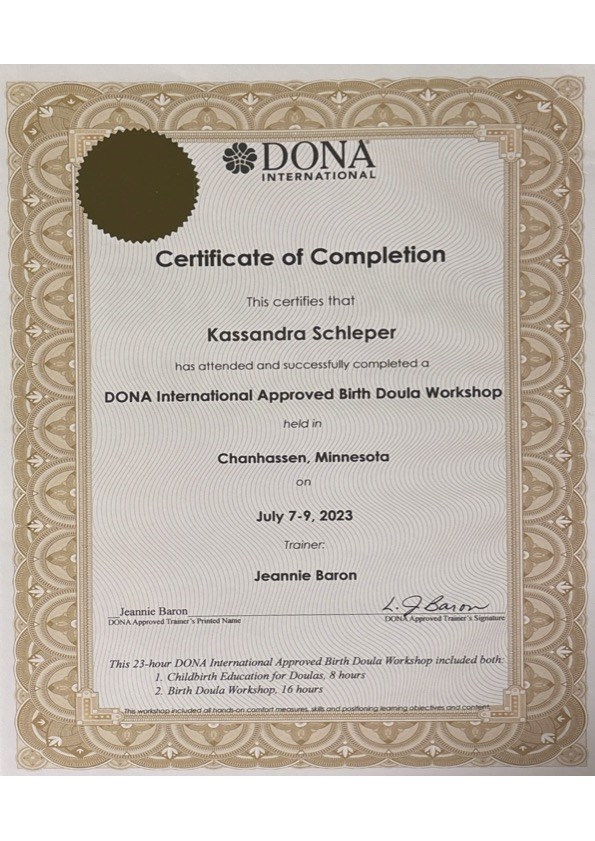 DONA
INTERNATIONAL
Certificate of Completion
This certifies that
Kassandra Schleper
has attended and successfully completed a
DONA International Approved Birth Doula Workshop
held in
Chanhassen, Minnesota
on
July 7-9, 2023
Trainer:
Jeannie Baron
Jeannie Baron L. J Baron
DONA Approved Trainer's Printed Name DONA Approved Trainer's Signature
This 23-hour DONA International Approved Birth Doula Workshop included both:
1. Childbirth Education for Doulas, 8 hours
2. Birth Doula Workshop, 16 hours
This workshop included all hands-on comfort measures, skills and positioning learning objectives and content.